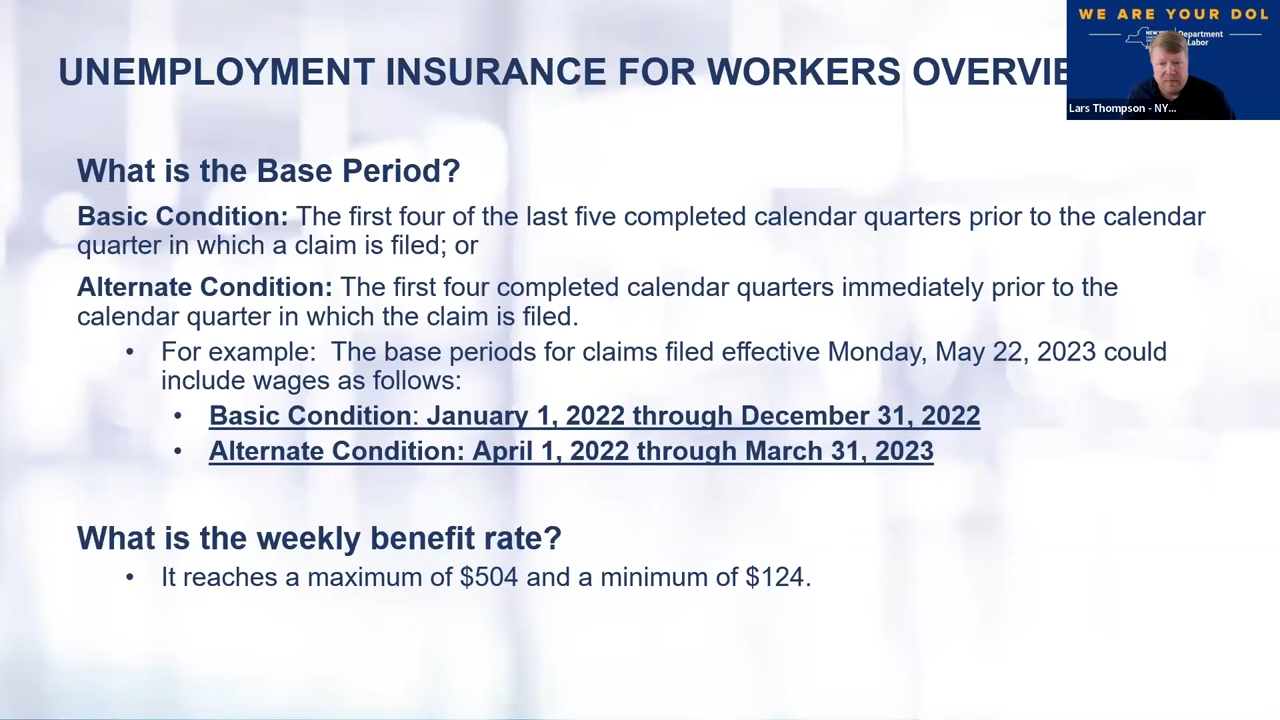 WE ARE YOUR DOL
Department
Labor
Lars Thompson - NY...
UNEMPLOYMENT INSURANCE FOR WORKERS OVERVIE
What is the Base Period?
Basic Condition: The first four of the last five completed calendar quarters prior to the calendar
quarter in which a claim is filed; or
Alternate Condition: The first four completed calendar quarters immediately prior to the
calendar quarter in which the claim is filed.
• For example:  The base periods for claims filed effective Monday, May 22, 2023 could
include wages as follows:
• Basic Condition: January 1, 2022 through December 31, 2022
• Alternate Condition: April 1, 2022 through March 31, 2023
What is the weekly benefit rate?
• It reaches a maximum of $504 and a minimum of $124.